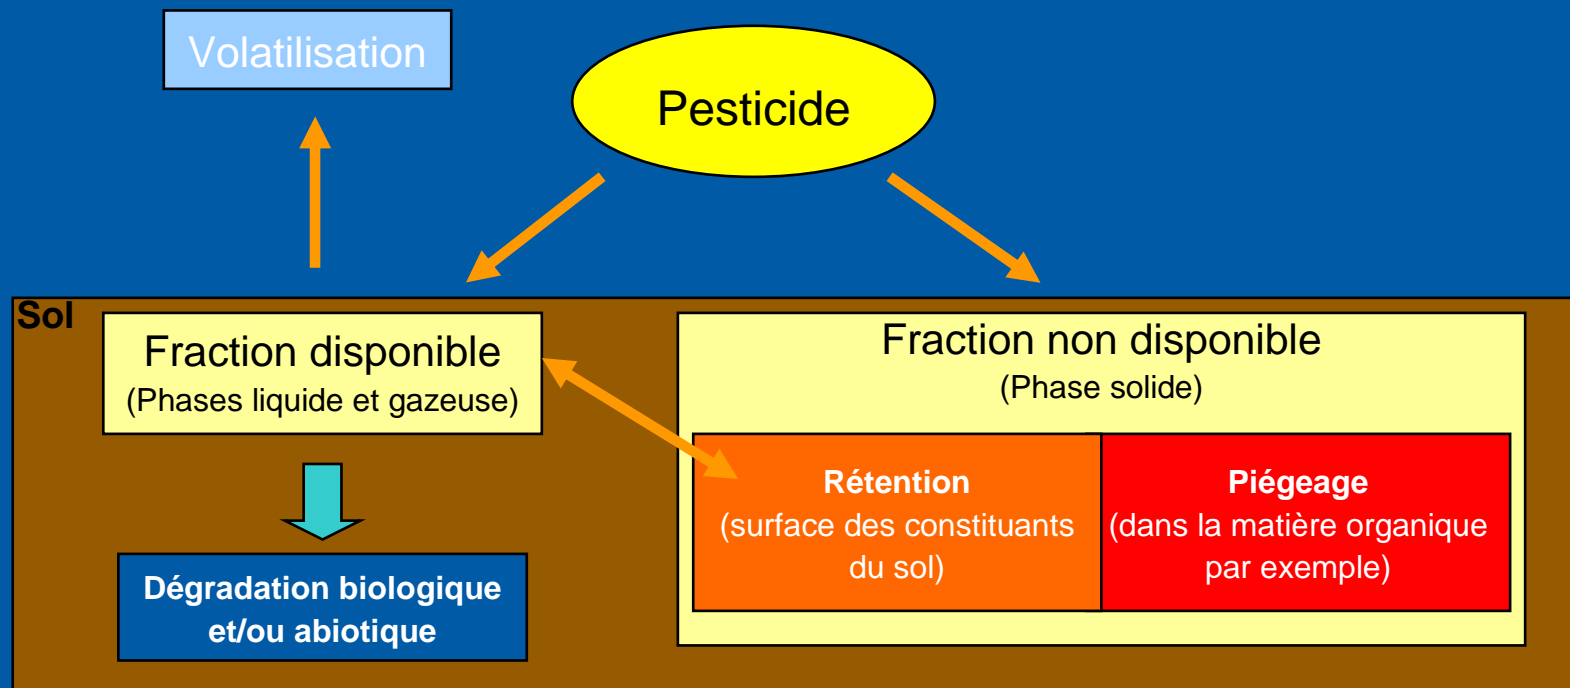 Volatilisation
Pesticide
Sol
Fraction disponible
(Phases liquide et gazeuse)
Fraction non disponible
(Phase solide)
Rétention
(surface des constituants
du sol)
Piégeage
(dans la matière organique
par exemple)
Dégradation biologique
et/ou abiotique